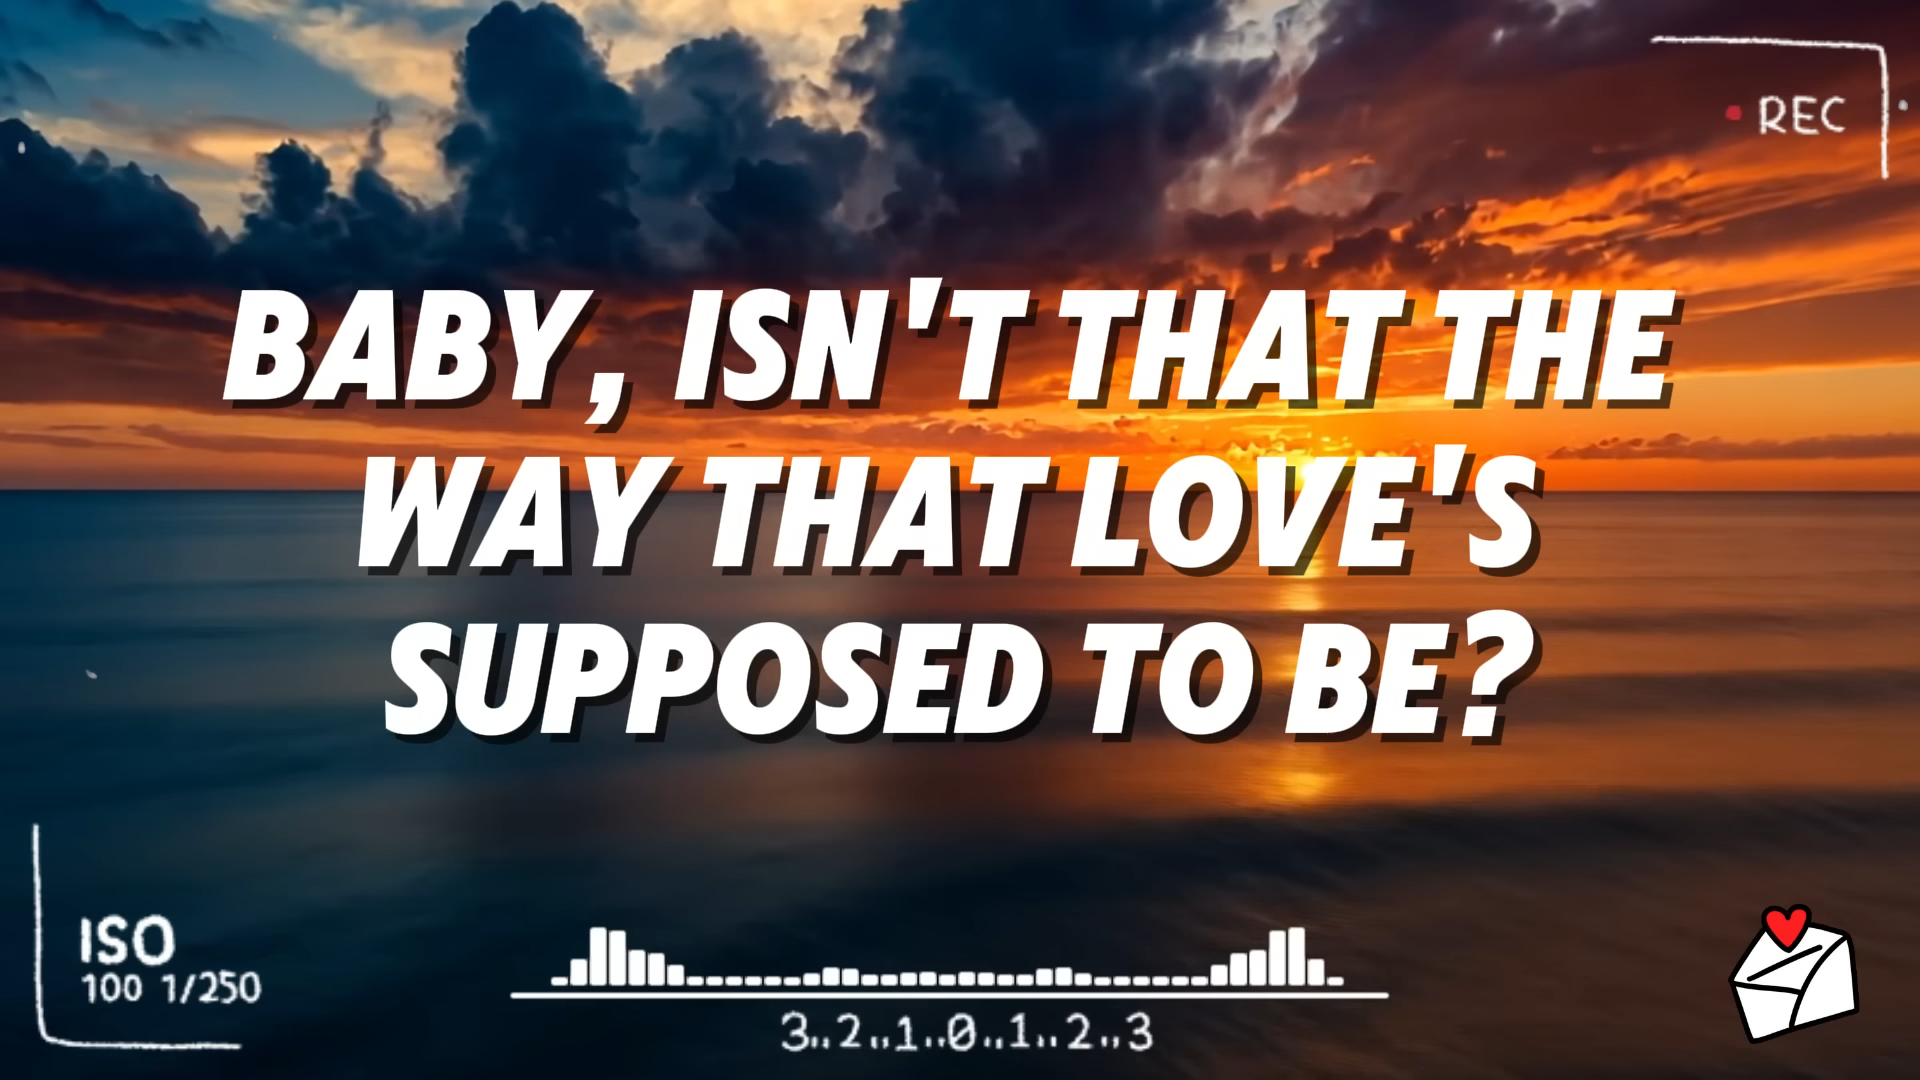 REC
BABY, ISN'T THAT THE
WAY THAT LOVE'S
SUPPOSED TO BE?
ISO
100 1/250
3..2..1..0..1..2..3